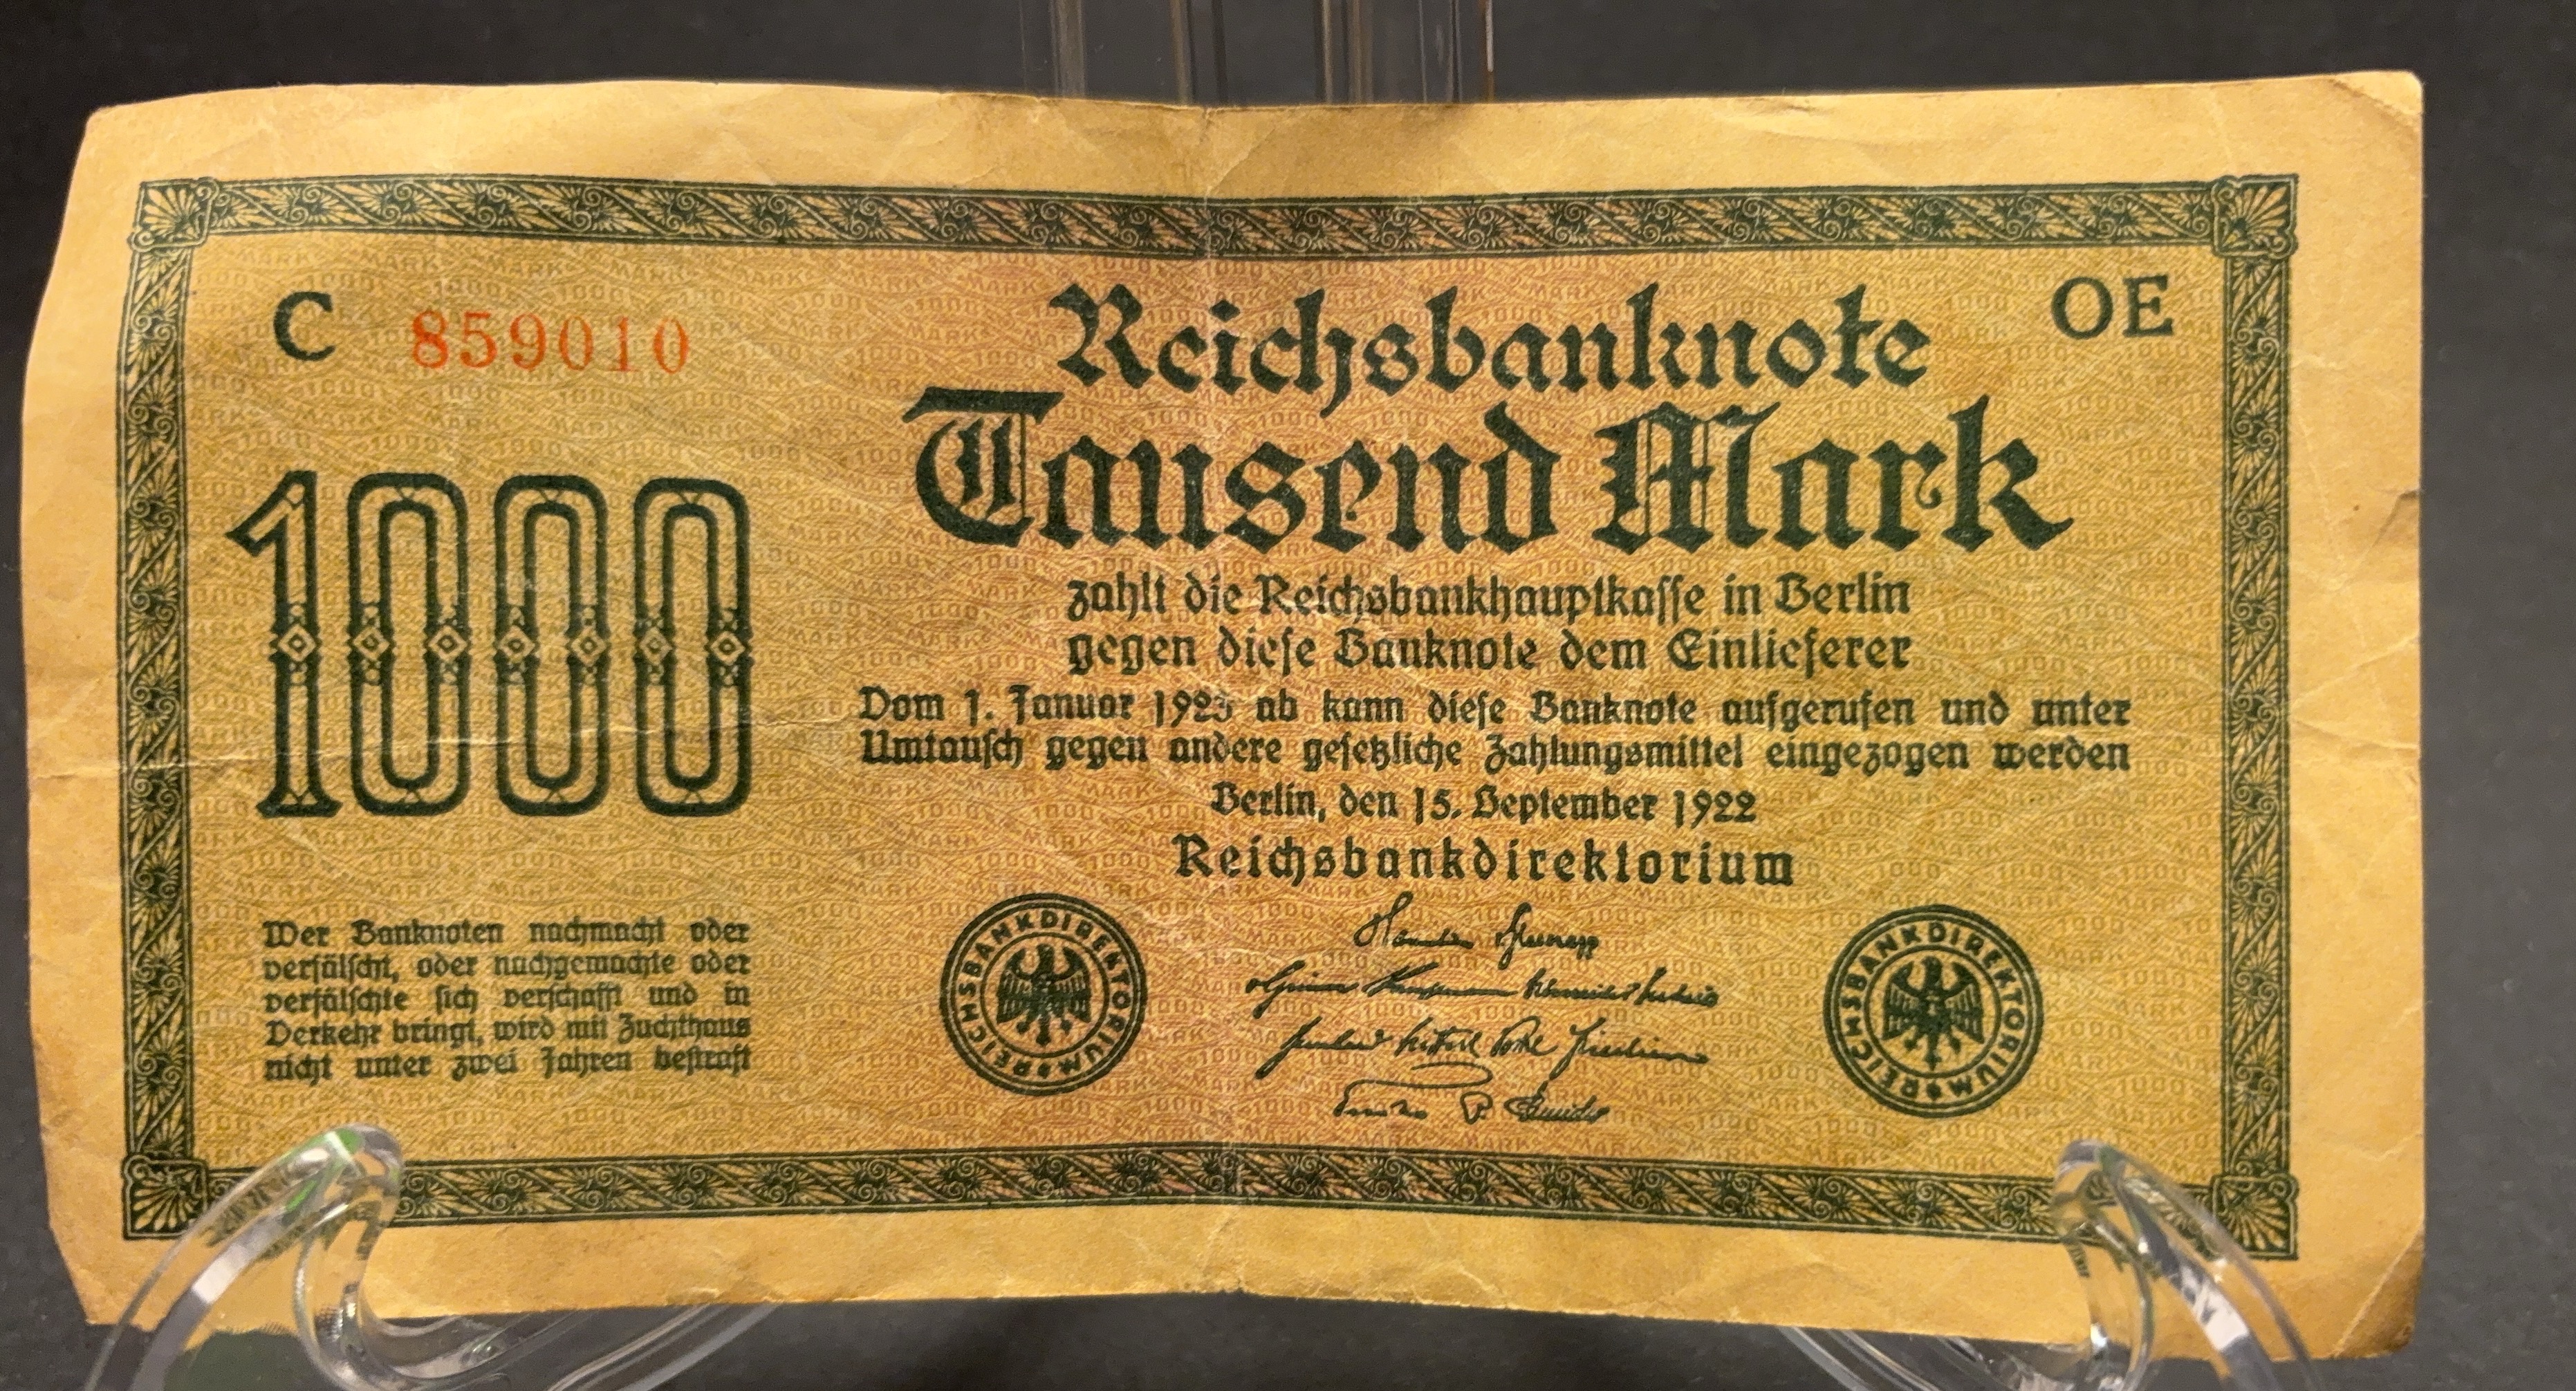 C 859010
OE
Reichsbanknote
Tausend Mark
1000
zahlt die Reichsbankhauptkasse in Berlin
gegen diese Banknote dem Einlieferer
Vom 1. Januar 1923 ab kann diese Banknote aufgerufen und unter
Umtausch gegen andere gesetzliche Zahlungsmittel eingezogen werden
Berlin, den 15. September 1922
Reichsbankdirektorium
Wer Banknoten nachmacht oder
verfälscht, oder nachgemachte oder
verfälschte sich verschafft und in
Verkehr bringt, wird mit Zuchthaus
nicht unter zwei Jahren bestraft
REICHSBANKDIREKTORIUM
REICHSBANKDIREKTORIUM